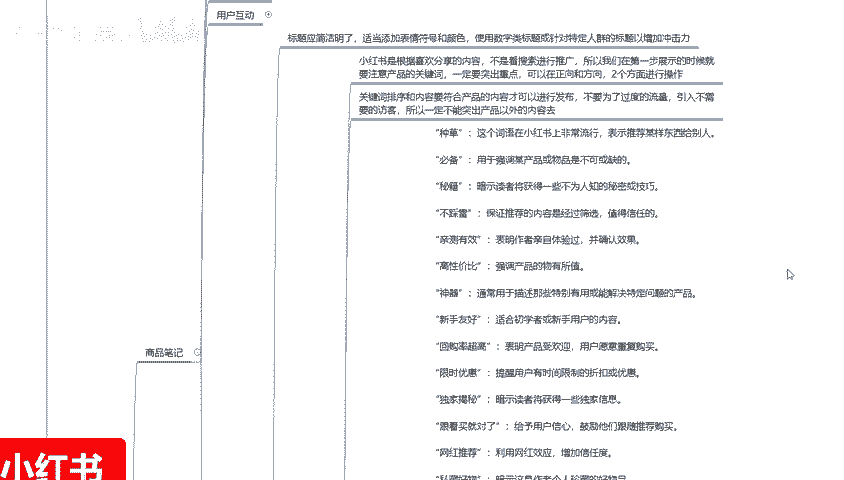 用户互动
标题应简洁明了，适当添加表情符号和颜色，使用数字类标题或针对特定人群的标题以增加冲击力
小红书是根据喜欢分享的内容，不是看搜索进行推广，所以我们在第一步展示的时候就
要注意产品的关键词，一定要突出重点，可以在正向和方向，2个方面进行操作
关键词排序和内容要符合产品的内容才可以进行发布，不要为了过度的流量，引入不需
要的访客，所以一定不能突出产品以外的内容去
“种草”：这个词语在小红书上非常流行，表示推荐某样东西给别人。
“必备”：用于强调某产品或物品是不可或缺的。
“秘籍”：暗示读者将获得一些不为人知的秘密或技巧。
“不踩雷”：保证推荐的内容是经过筛选，值得信任的。
“亲测有效”：表明作者亲自体验过，并确认效果。
“高性价比”：强调产品的物有所值。
“神器”：通常用于描述那些特别有用或能解决特定问题的产品。
“新手友好”：适合初学者或新手用户的内容。
“回购率超高”：表明产品受欢迎，用户愿意重复购买。
商品笔记
“限时优惠”：提醒用户有时间限制的折扣或优惠。
“独家揭秘”：暗示读者将获得一些独家信息。
“跟着买就对了”：给予用户信心，鼓励他们跟随推荐购买。
“网红推荐”：利用网红效应，增加信任度。
“私藏好物”：暗示这是作者个人珍藏的好物品
小红书